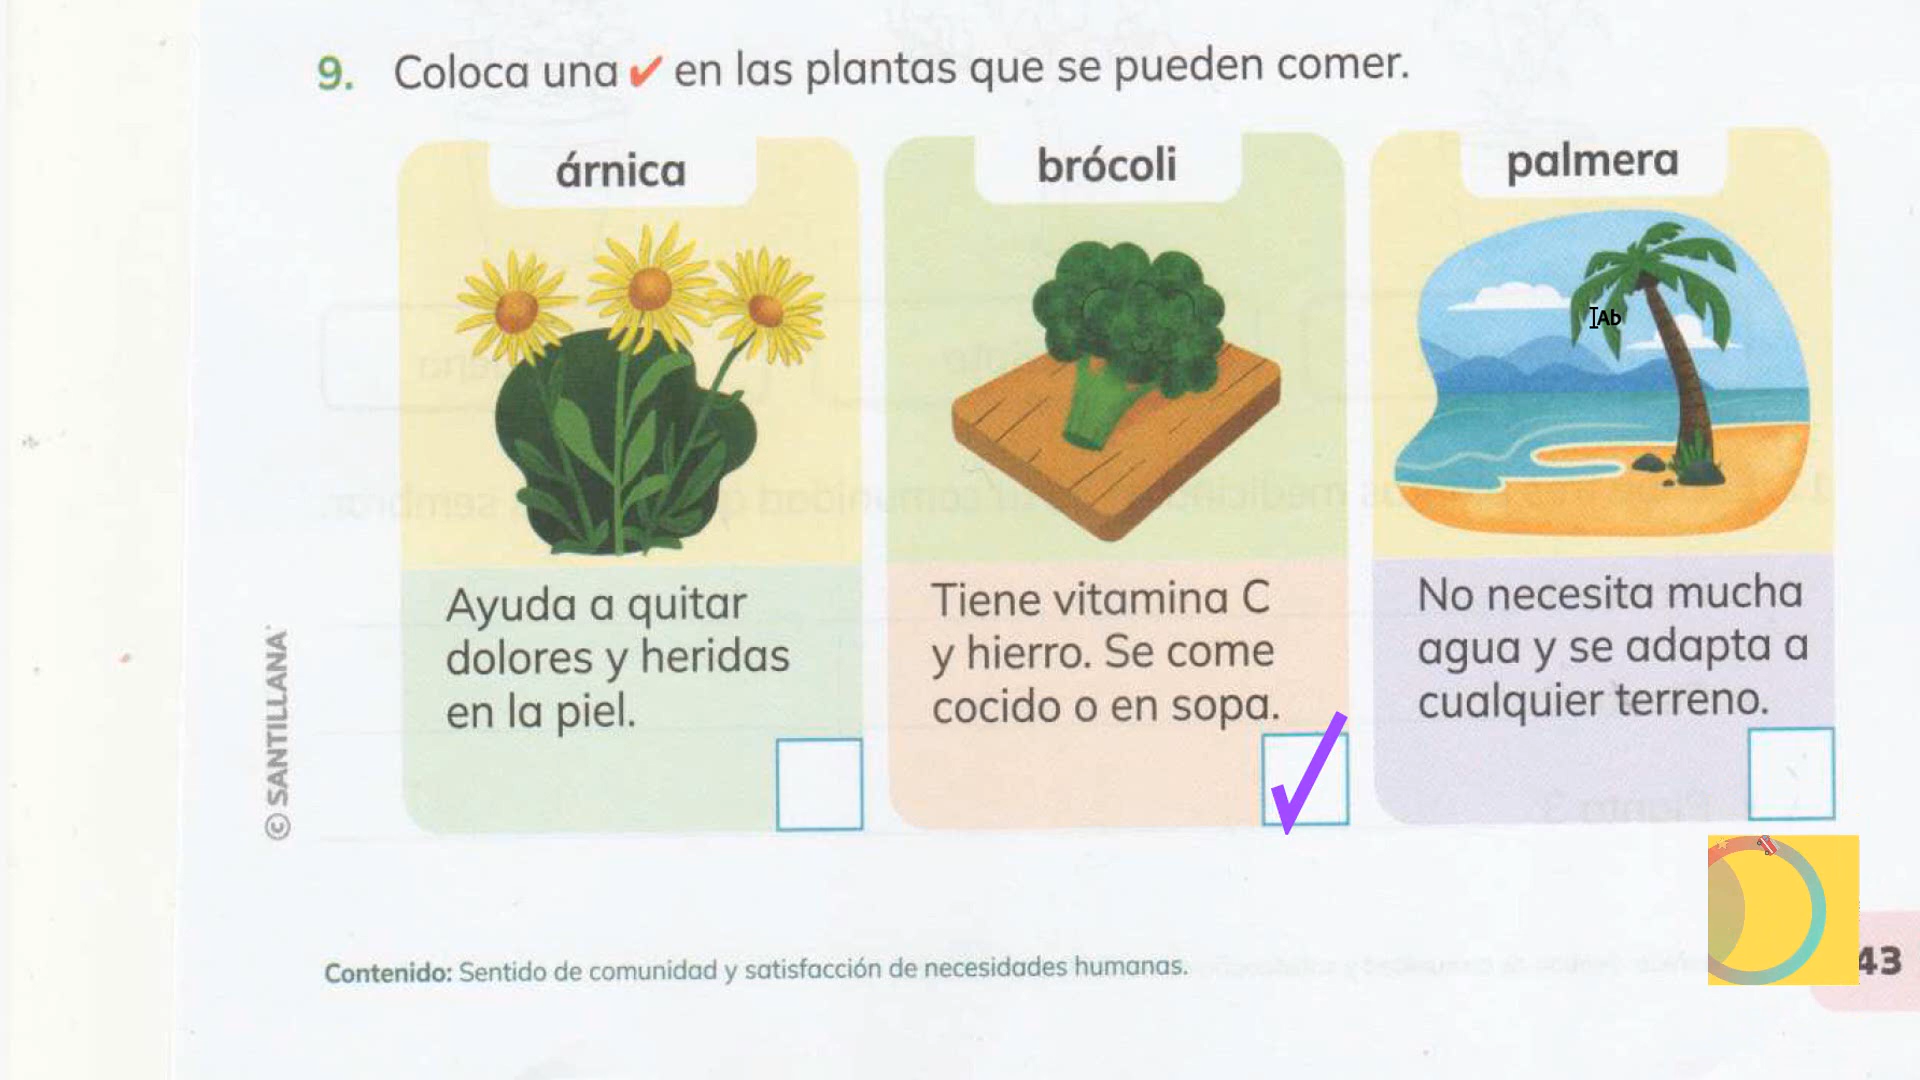 9. Coloca una ✔ en las plantas que se pueden comer.
árnica
brócoli
palmera
Ab
Ayuda a quitar
dolores y heridas
en la piel.
Tiene vitamina C
y hierro. Se come
cocido o en sopa.
No necesita mucha
agua y se adapta a
cualquier terreno.
© SANTILLANA
Contenido: Sentido de comunidad y satisfacción de necesidades humanas.
43